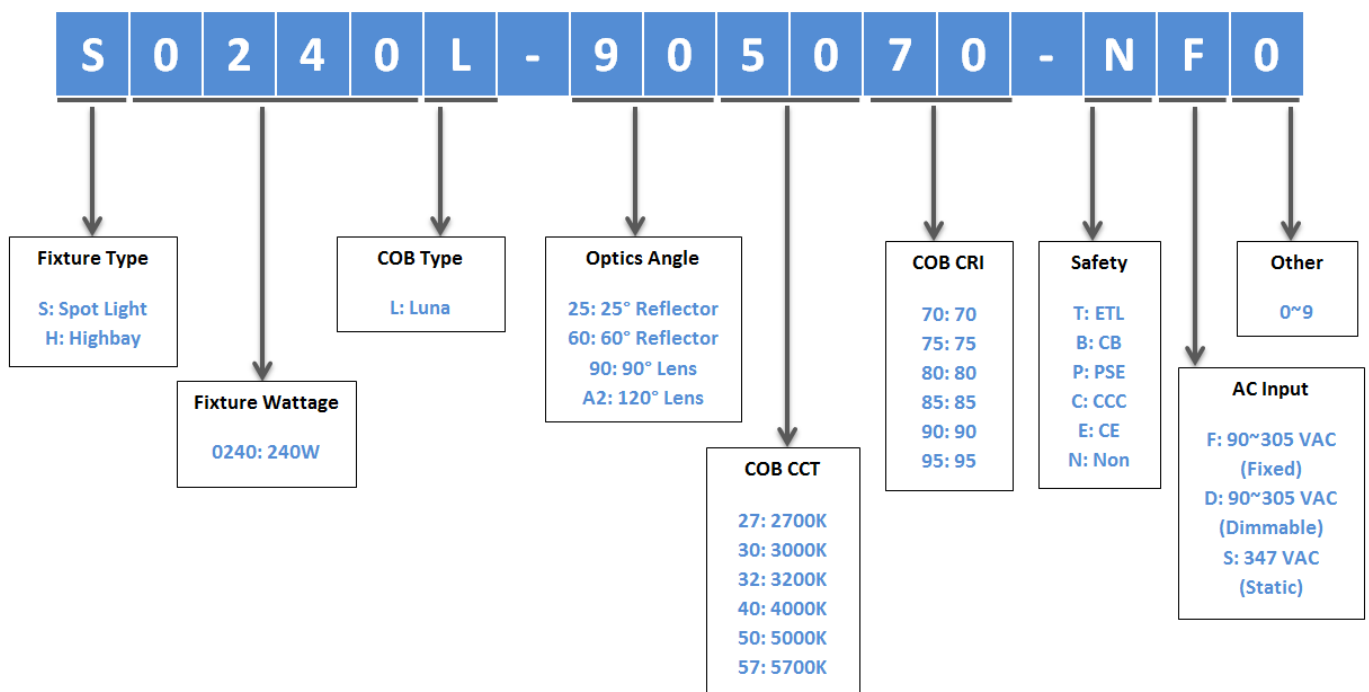 S0240L-905070-NF0
Fixture Type
S: Spot Light
H: Highbay
Fixture Wattage
0240: 240W
COB Type
L: Luna
Optics Angle
25: 25° Reflector
60: 60° Reflector
90: 90° Lens
A2: 120° Lens
COB CCT
27: 2700K
30: 3000K
32: 3200K
40: 4000K
50: 5000K
57: 5700K
COB CRI
70: 70
75: 75
80: 80
85: 85
90: 90
95: 95
Safety
T: ETL
B: CB
P: PSE
C: CCC
E: CE
N: Non
AC Input
F: 90~305 VAC
(Fixed)
D: 90~305 VAC
(Dimmable)
S: 347 VAC
(Static)
Other
0~9